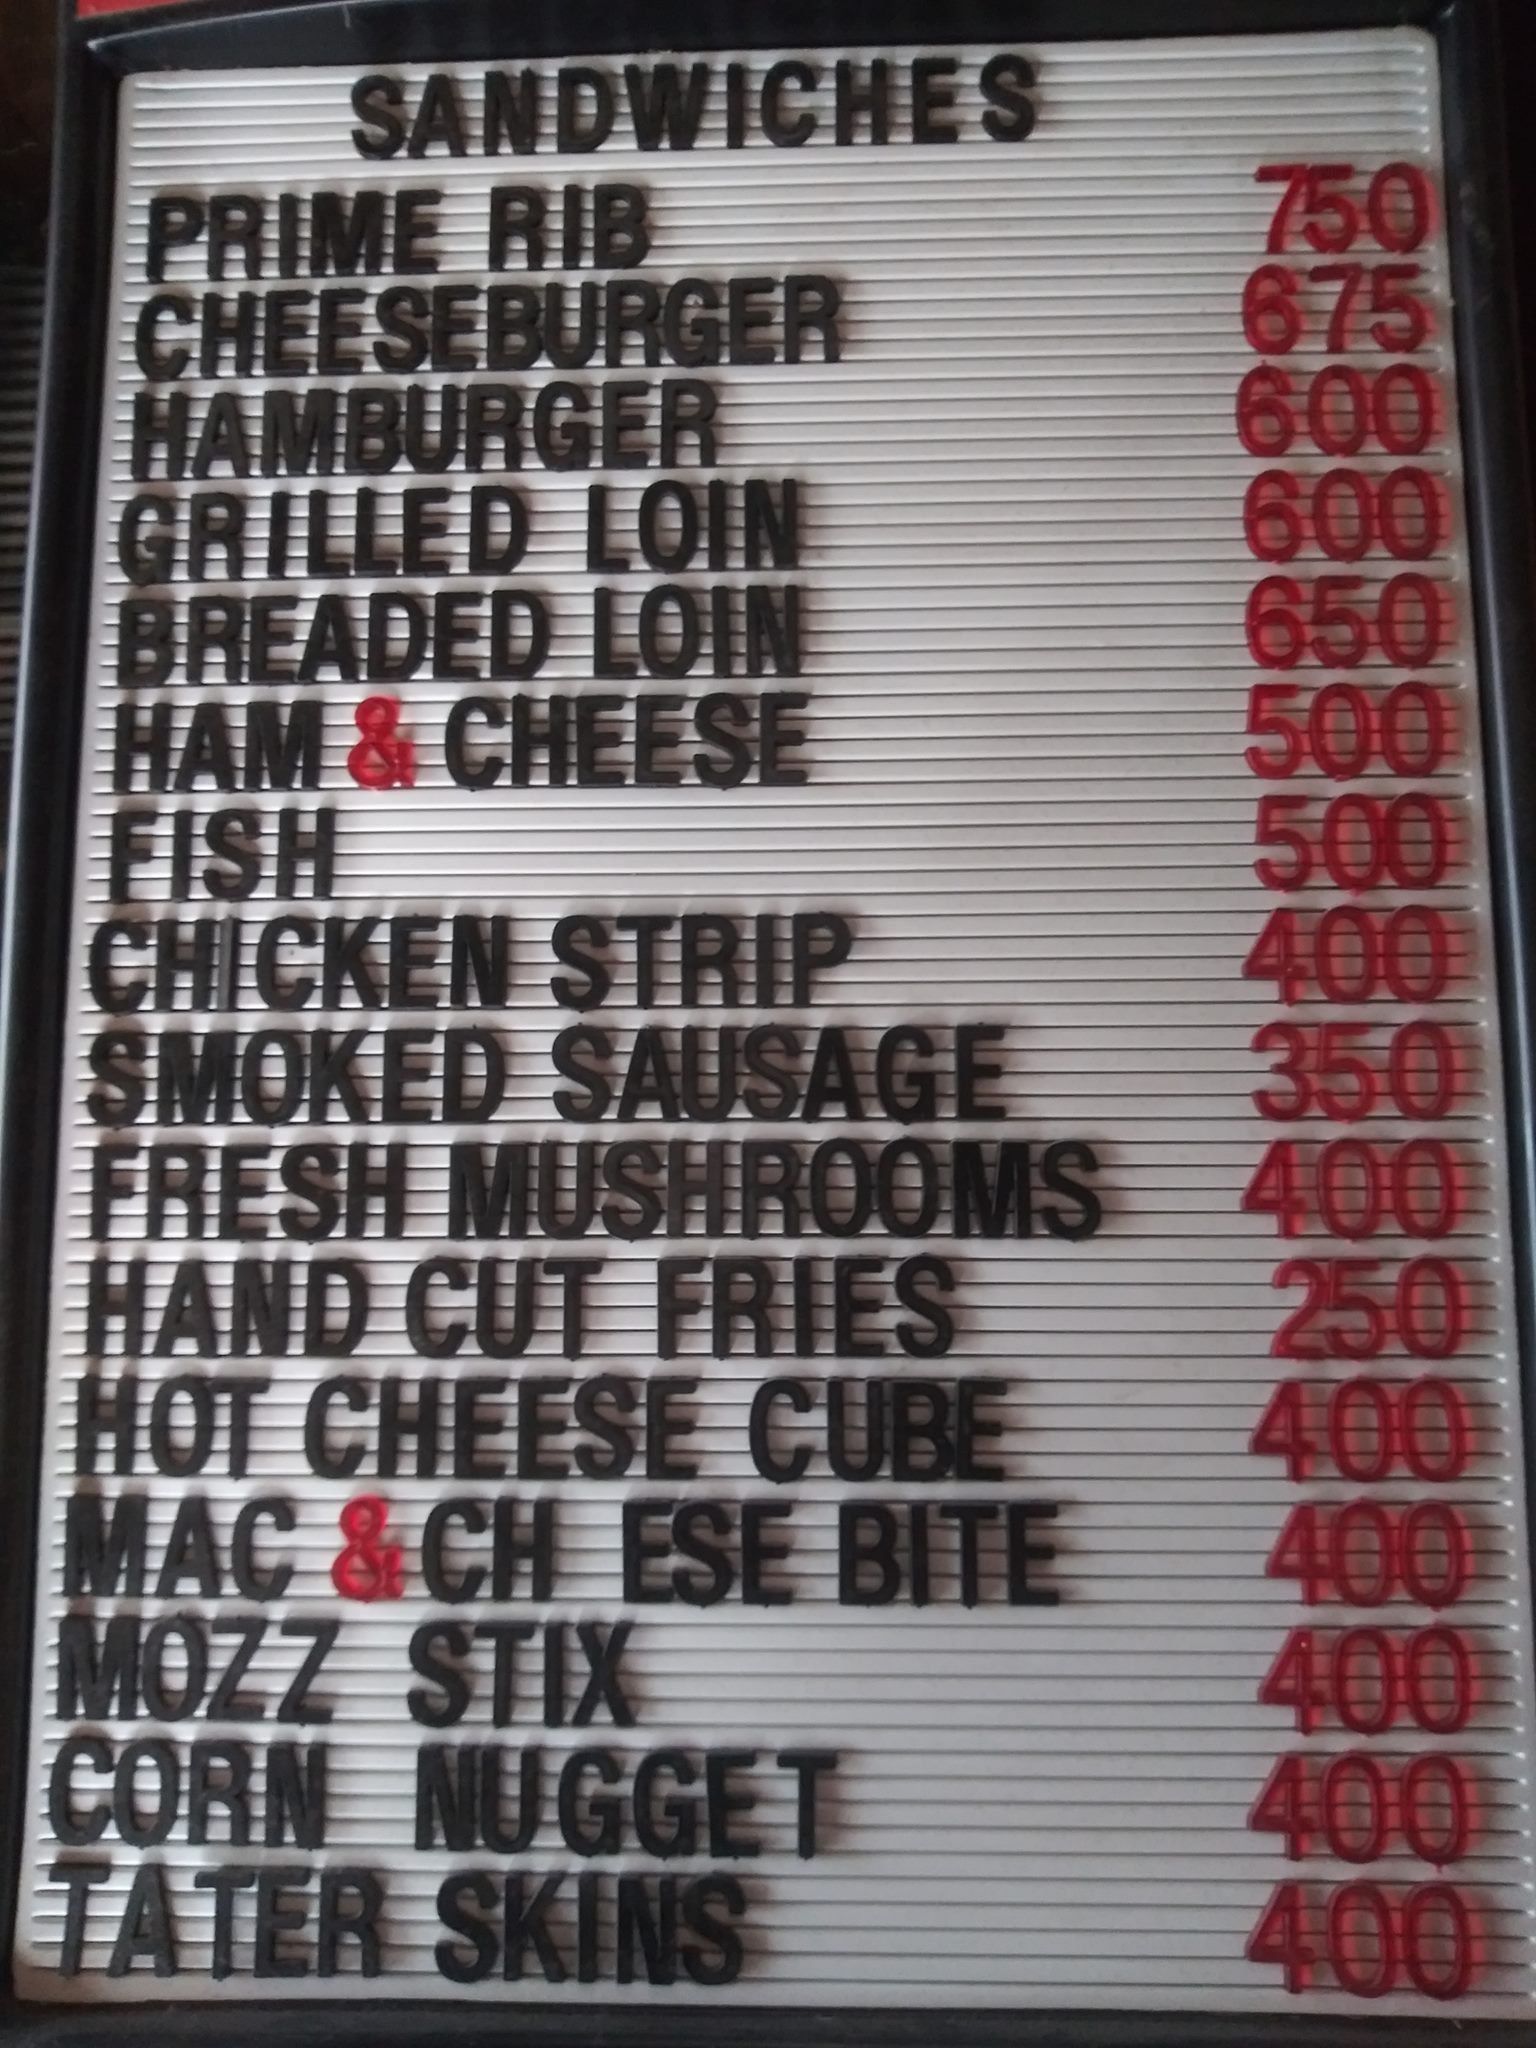 SANDWICHES
PRIME RIB 750
CHEESEBURGER 675
HAMBURGER 600
GRILLED LOIN 600
BREADED LOIN 650
HAM & CHEESE 500
FISH 500
CHICKEN STRIP 400
SMOKED SAUSAGE 350
FRESH MUSHROOMS 400
HAND CUT FRIES 250
HOT CHEESE CUBE 400
MAC & CH ESE BITE 400
MOZZ STIX 400
CORN NUGGET 400
TATER SKINS 400